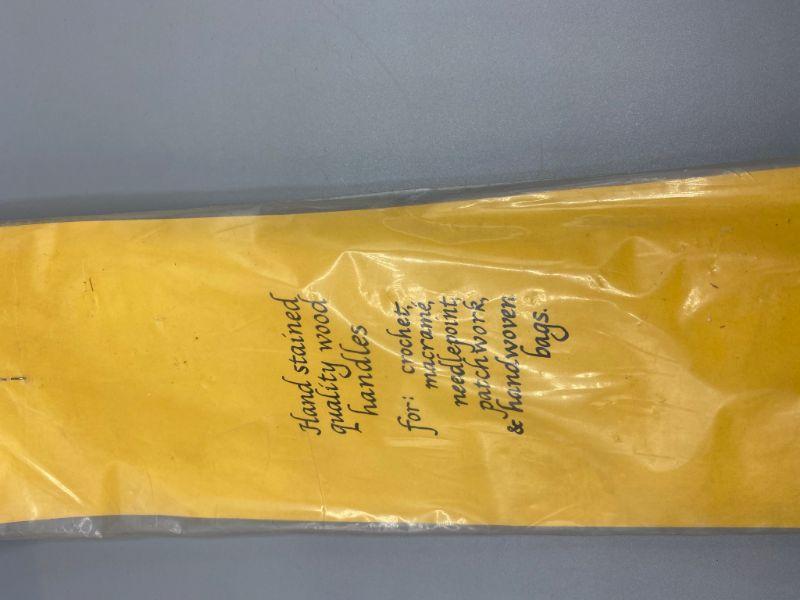 Hand stained
quality wood
handles
for: crochet,
macramé,
needlepoint,
patchwork,
& handwoven
bags.